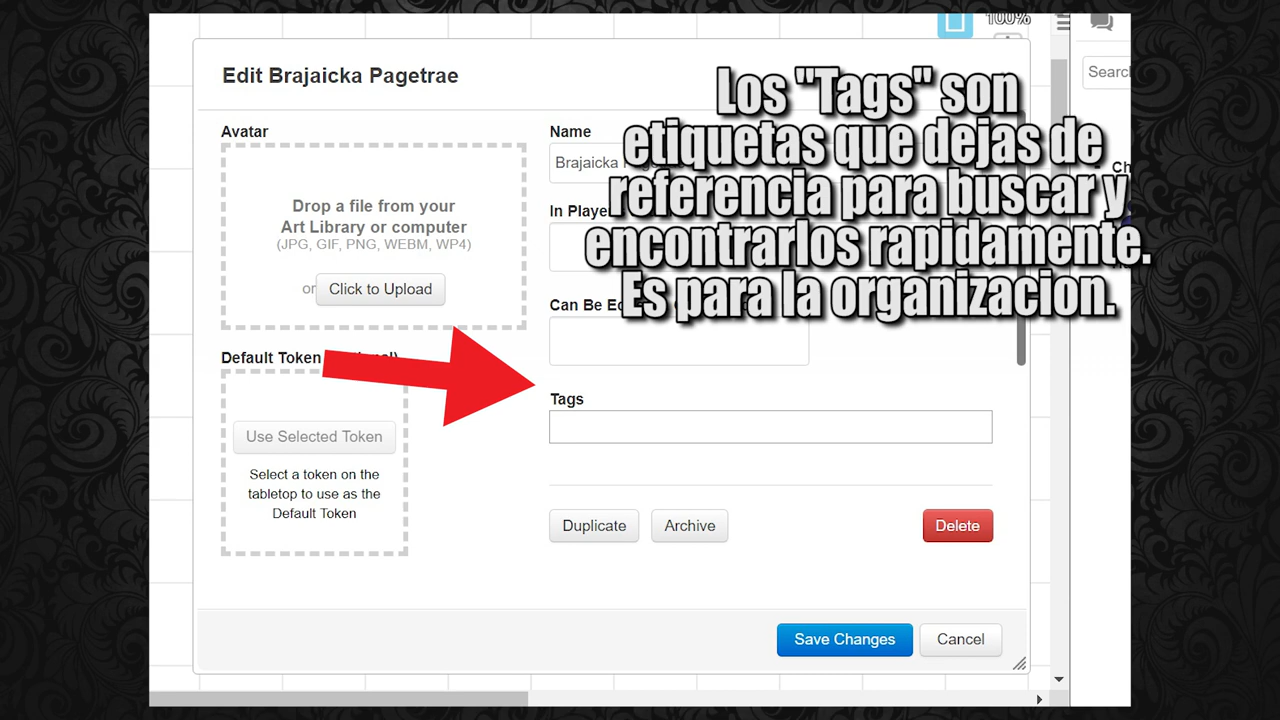 100%
Edit Brajaicka Pagetrae
Search
Los "Tags" son
etiquetas que dejas de
referencia para buscar y
encontrarlos rapidamente.
Es para la organizacion.
Avatar
Drop a file from your
Art Library or computer
(JPG, GIF, PNG, WEBM, WP4)
or Click to Upload
Default Token
Use Selected Token
Select a token on the
tabletop to use as the
Default Token
Name
Brajaicka
In
Can Be
Tags
Duplicate Archive Delete
Save Changes Cancel